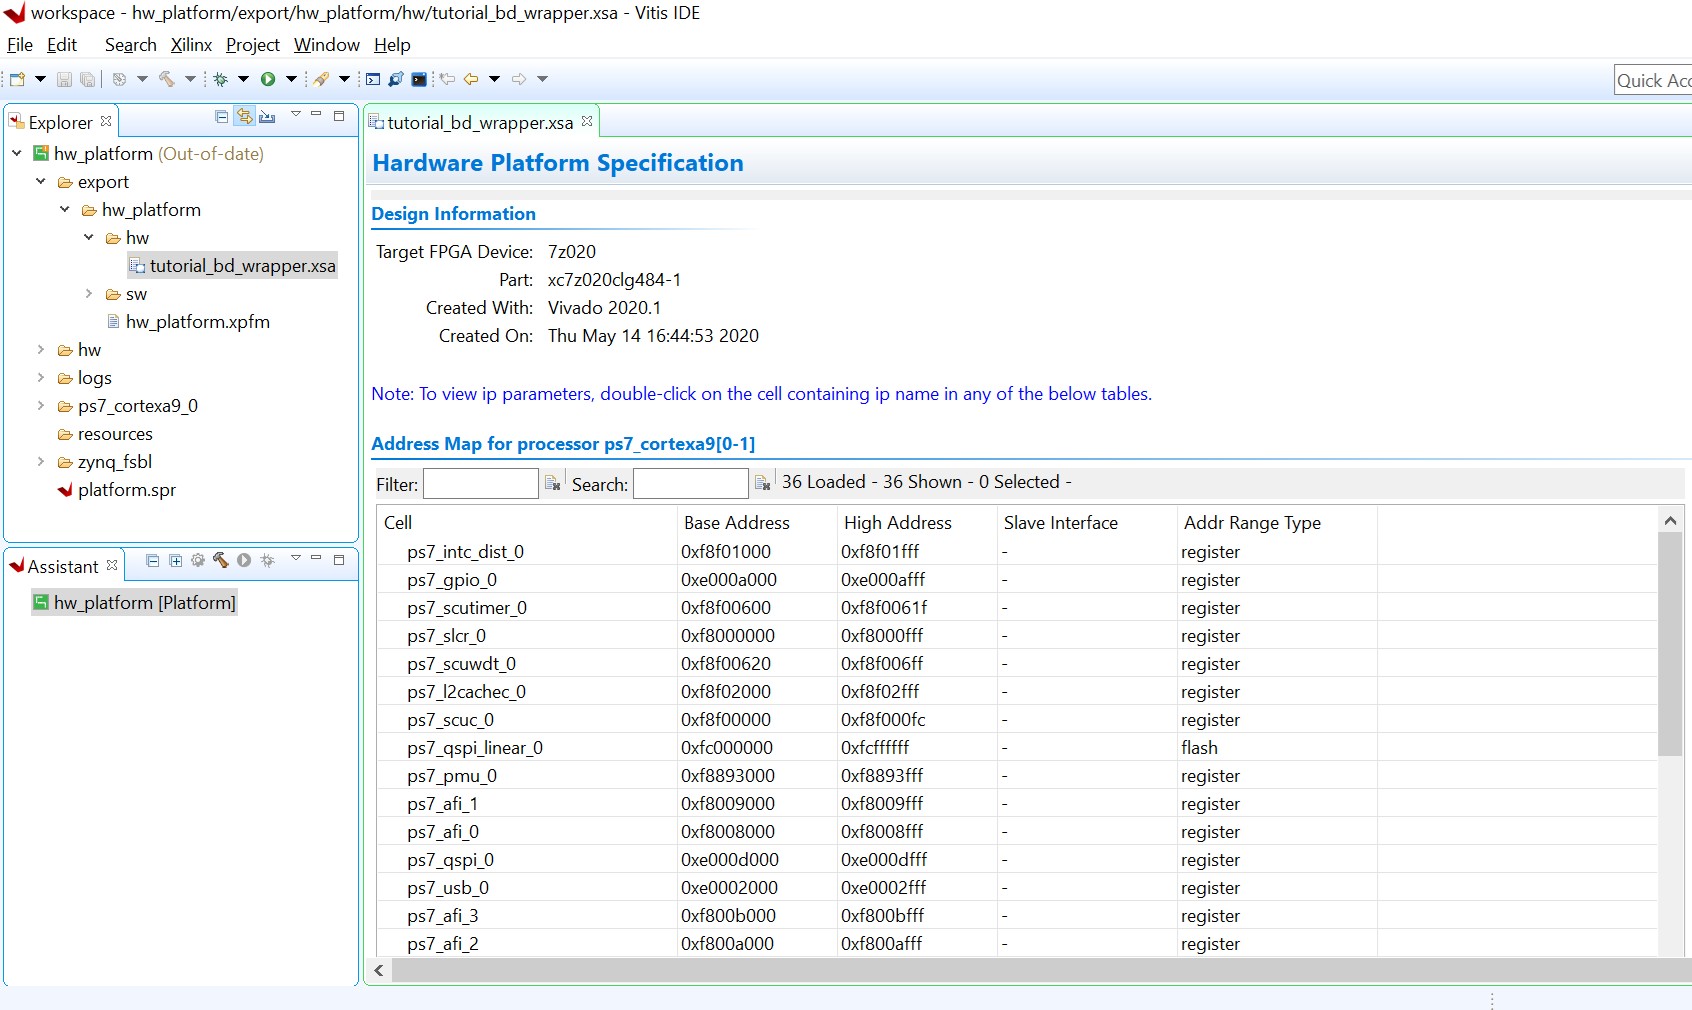 workspace - hw_platform/export/hw_platform/hw/tutorial_bd_wrapper.xsa - Vitis IDE
File Edit Search Xilinx Project Window Help
Quick Acc
Explorer
hw_platform (Out-of-date)
export
hw_platform
hw
tutorial_bd_wrapper.xsa
sw
hw_platform.xpfm
hw
logs
ps7_cortexa9_0
resources
zynq_fsbl
platform.spr
Assistant
hw_platform [Platform]
tutorial_bd_wrapper.xsa
Hardware Platform Specification
Design Information
Target FPGA Device: 7z020
Part: xc7z020clg484-1
Created With: Vivado 2020.1
Created On: Thu May 14 16:44:53 2020
Note: To view ip parameters, double-click on the cell containing ip name in any of the below tables.
Address Map for processor ps7_cortexa9[0-1]
Filter: Search: 36 Loaded - 36 Shown - 0 Selected -
Cell Base Address High Address Slave Interface Addr Range Type
ps7_intc_dist_0 0xf8f01000 0xf8f01fff - register
ps7_gpio_0 0xe000a000 0xe000afff - register
ps7_scutimer_0 0xf8f00600 0xf8f0061f - register
ps7_slcr_0 0xf8000000 0xf8000fff - register
ps7_scuwdt_0 0xf8f00620 0xf8f006ff - register
ps7_l2cachec_0 0xf8f02000 0xf8f02fff - register
ps7_scuc_0 0xf8f00000 0xf8f000fc - register
ps7_qspi_linear_0 0xfc000000 0xfcffffff - flash
ps7_pmu_0 0xf8893000 0xf8893fff - register
ps7_afi_1 0xf8009000 0xf8009fff - register
ps7_afi_0 0xf8008000 0xf8008fff - register
ps7_qspi_0 0xe000d000 0xe000dfff - register
ps7_usb_0 0xe0002000 0xe0002fff - register
ps7_afi_3 0xf800b000 0xf800bfff - register
ps7_afi_2 0xf800a000 0xf800afff - register